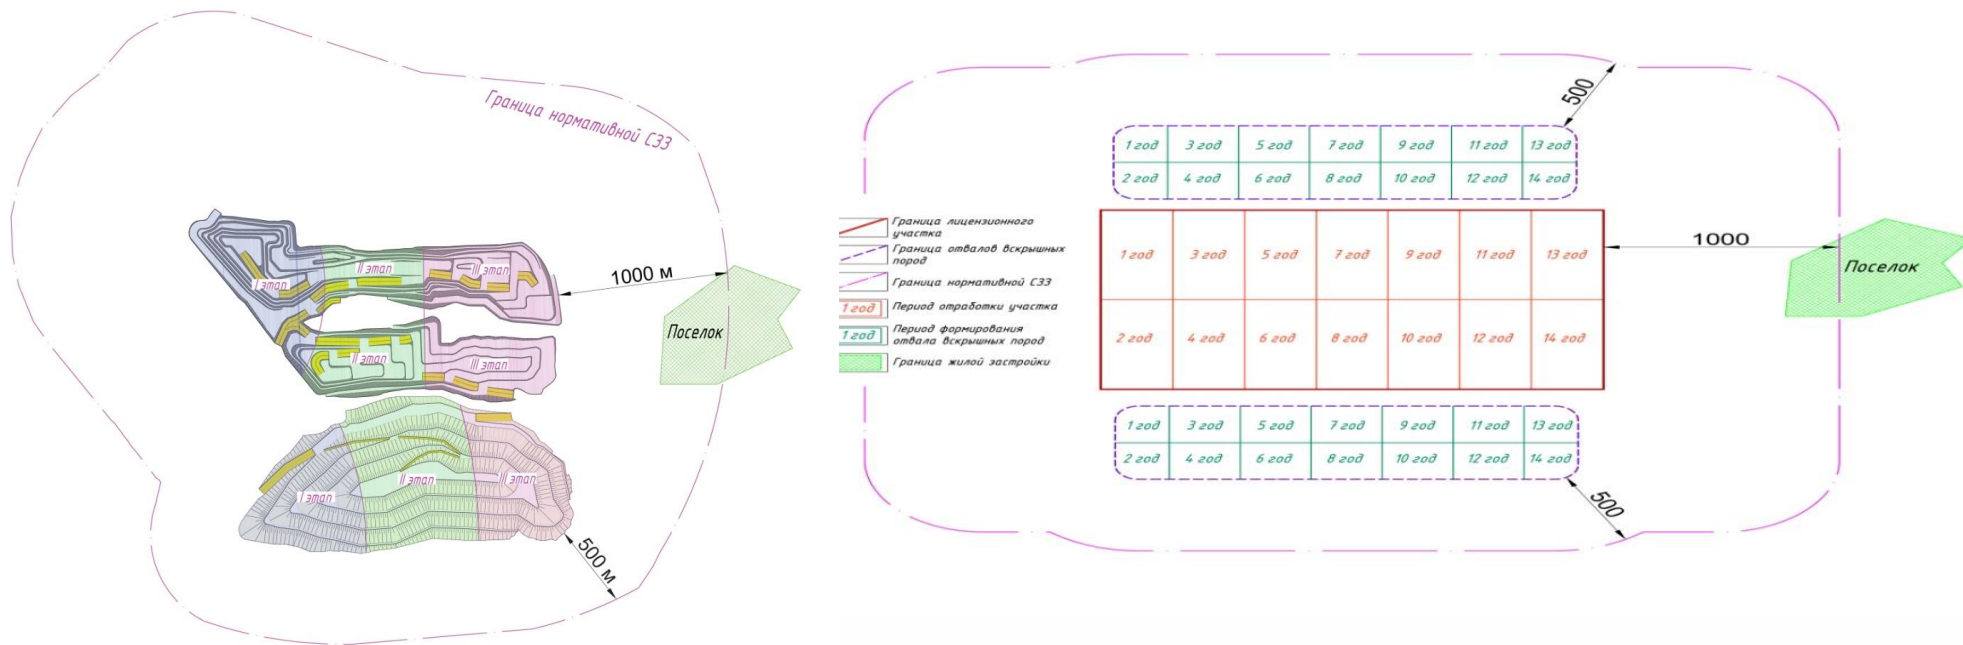 Граница нормативной СЗЗ
I этап
II этап
III этап
1000 м
Поселок
II этап
III этап
I этап
II этап
III этап
500 м
500
1 год 3 год 5 год 7 год 9 год 11 год 13 год
2 год 4 год 6 год 8 год 10 год 12 год 14 год
Граница лицензионного
участка
Граница отвалов вскрышных
пород
Граница нормативной СЗЗ
1 год Период отработки участка
1 год Период формирования
отвала вскрышных пород
Граница жилой застройки
1 год 3 год 5 год 7 год 9 год 11 год 13 год
2 год 4 год 6 год 8 год 10 год 12 год 14 год
1000
Поселок
1 год 3 год 5 год 7 год 9 год 11 год 13 год
2 год 4 год 6 год 8 год 10 год 12 год 14 год
500